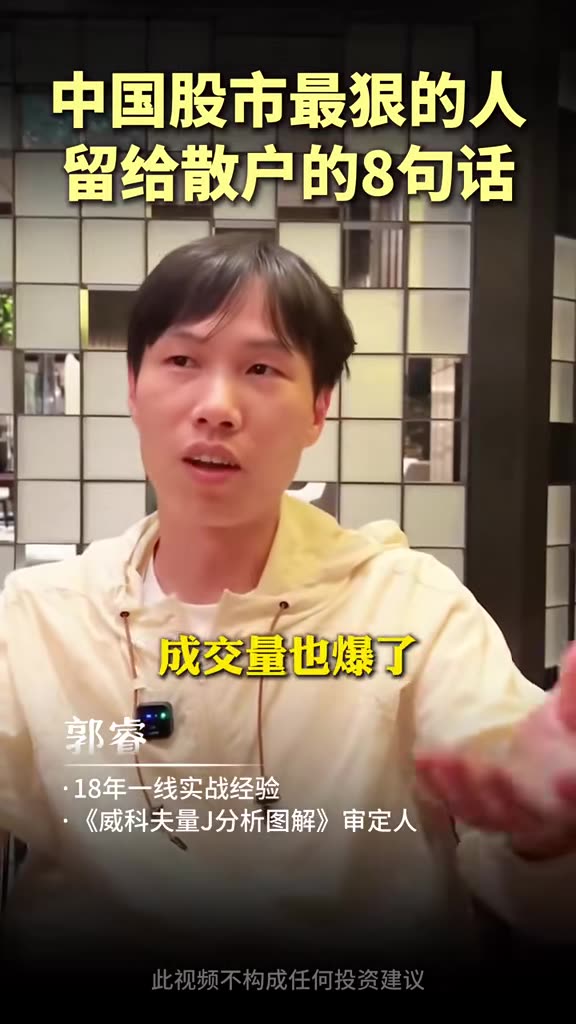 中国股市最狠的人
留给散户的8句话
成交量也爆了
郭睿
·18年一线实战经验
·《威科夫量J分析图解》审定人
此视频不构成任何投资建议